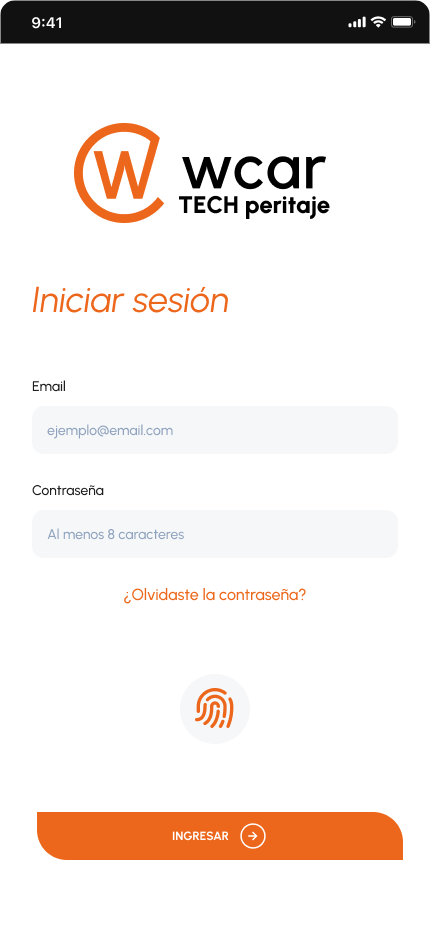 9:41
W wcar
TECH peritaje
Iniciar sesión
Email
ejemplo@email.com
Contraseña
Al menos 8 caracteres
¿Olvidaste la contraseña?
INGRESAR